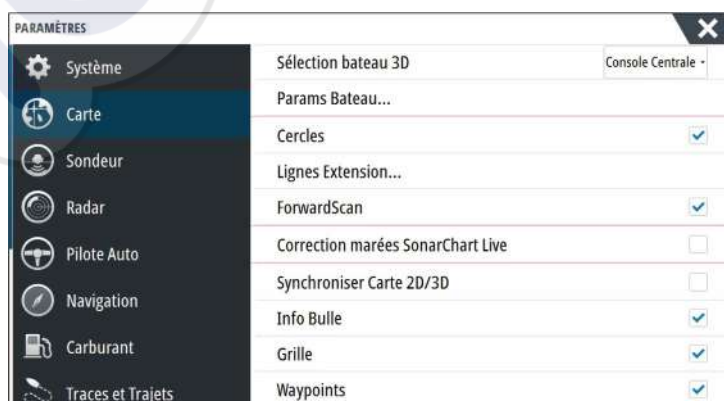 PARAMÈTRES
Système
Carte
Sondeur
Radar
Pilote Auto
Navigation
Carburant
Traces et Trajets
Sélection bateau 3D Console Centrale
Params Bateau...
Cercles
Lignes Extension...
ForwardScan
Correction marées SonarChart Live
Synchroniser Carte 2D/3D
Info Bulle
Grille
Waypoints